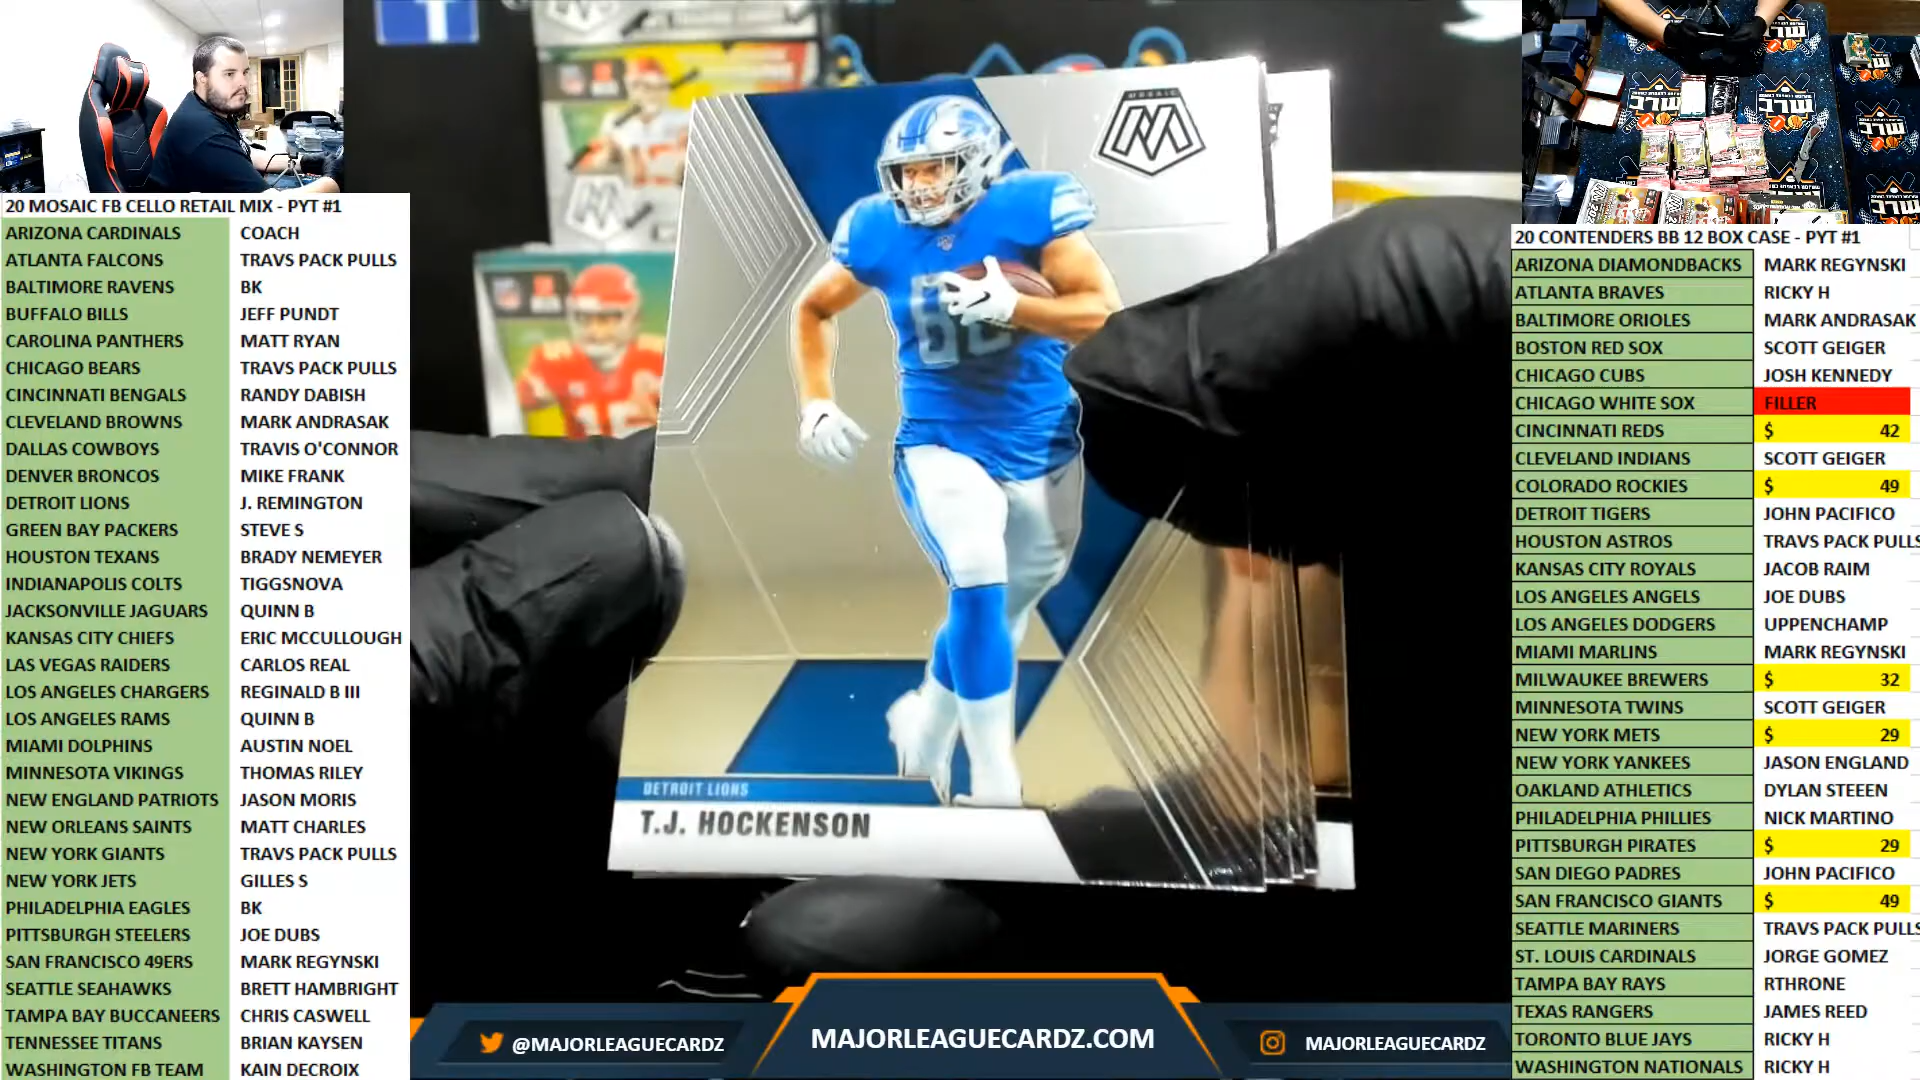 20 MOSAIC FB CELLO RETAIL MIX - PYT #1
ARIZONA CARDINALS COACH
ATLANTA FALCONS TRAVS PACK PULLS
BALTIMORE RAVENS BK
BUFFALO BILLS JEFF PUNDT
CAROLINA PANTHERS MATT RYAN
CHICAGO BEARS TRAVS PACK PULLS
CINCINNATI BENGALS RANDY DABISH
CLEVELAND BROWNS MARK ANDRASAK
DALLAS COWBOYS TRAVIS O'CONNOR
DENVER BRONCOS MIKE FRANK
DETROIT LIONS J. REMINGTON
GREEN BAY PACKERS STEVE S
HOUSTON TEXANS BRADY NEMEYER
INDIANAPOLIS COLTS TIGGSNOVA
JACKSONVILLE JAGUARS QUINN B
KANSAS CITY CHIEFS ERIC MCCULLOUGH
LAS VEGAS RAIDERS CARLOS REAL
LOS ANGELES CHARGERS REGINALD B III
LOS ANGELES RAMS QUINN B
MIAMI DOLPHINS AUSTIN NOEL
MINNESOTA VIKINGS THOMAS RILEY
NEW ENGLAND PATRIOTS JASON MORIS
NEW ORLEANS SAINTS MATT CHARLES
NEW YORK GIANTS TRAVS PACK PULLS
NEW YORK JETS GILLES S
PHILADELPHIA EAGLES BK
PITTSBURGH STEELERS JOE DUBS
SAN FRANCISCO 49ERS MARK REGYNSKI
SEATTLE SEAHAWKS BRETT HAMBRIGHT
TAMPA BAY BUCCANEERS CHRIS CASWELL
TENNESSEE TITANS BRIAN KAYSEN
WASHINGTON FB TEAM KAIN DECROIX
MOSAIC
M
82
DETROIT LIONS
T.J. HOCKENSON
@MAJORLEAGUECARDZ
MAJORLEAGUECARDZ.COM
MAJORLEAGUECARDZ
20 CONTENDERS BB 12 BOX CASE - PYT #1
ARIZONA DIAMONDBACKS MARK REGYNSKI
ATLANTA BRAVES RICKY H
BALTIMORE ORIOLES MARK ANDRASAK
BOSTON RED SOX SCOTT GEIGER
CHICAGO CUBS JOSH KENNEDY
CHICAGO WHITE SOX FILLER
CINCINNATI REDS $ 42
CLEVELAND INDIANS SCOTT GEIGER
COLORADO ROCKIES $ 49
DETROIT TIGERS JOHN PACIFICO
HOUSTON ASTROS TRAVS PACK PULLS
KANSAS CITY ROYALS JACOB RAIM
LOS ANGELES ANGELS JOE DUBS
LOS ANGELES DODGERS UPPENCHAMP
MIAMI MARLINS MARK REGYNSKI
MILWAUKEE BREWERS $ 32
MINNESOTA TWINS SCOTT GEIGER
NEW YORK METS $ 29
NEW YORK YANKEES JASON ENGLAND
OAKLAND ATHLETICS DYLAN STEEEN
PHILADELPHIA PHILLIES NICK MARTINO
PITTSBURGH PIRATES $ 29
SAN DIEGO PADRES JOHN PACIFICO
SAN FRANCISCO GIANTS $ 49
SEATTLE MARINERS TRAVS PACK PULLS
ST. LOUIS CARDINALS JORGE GOMEZ
TAMPA BAY RAYS RTHRONE
TEXAS RANGERS JAMES REED
TORONTO BLUE JAYS RICKY H
WASHINGTON NATIONALS RICKY H